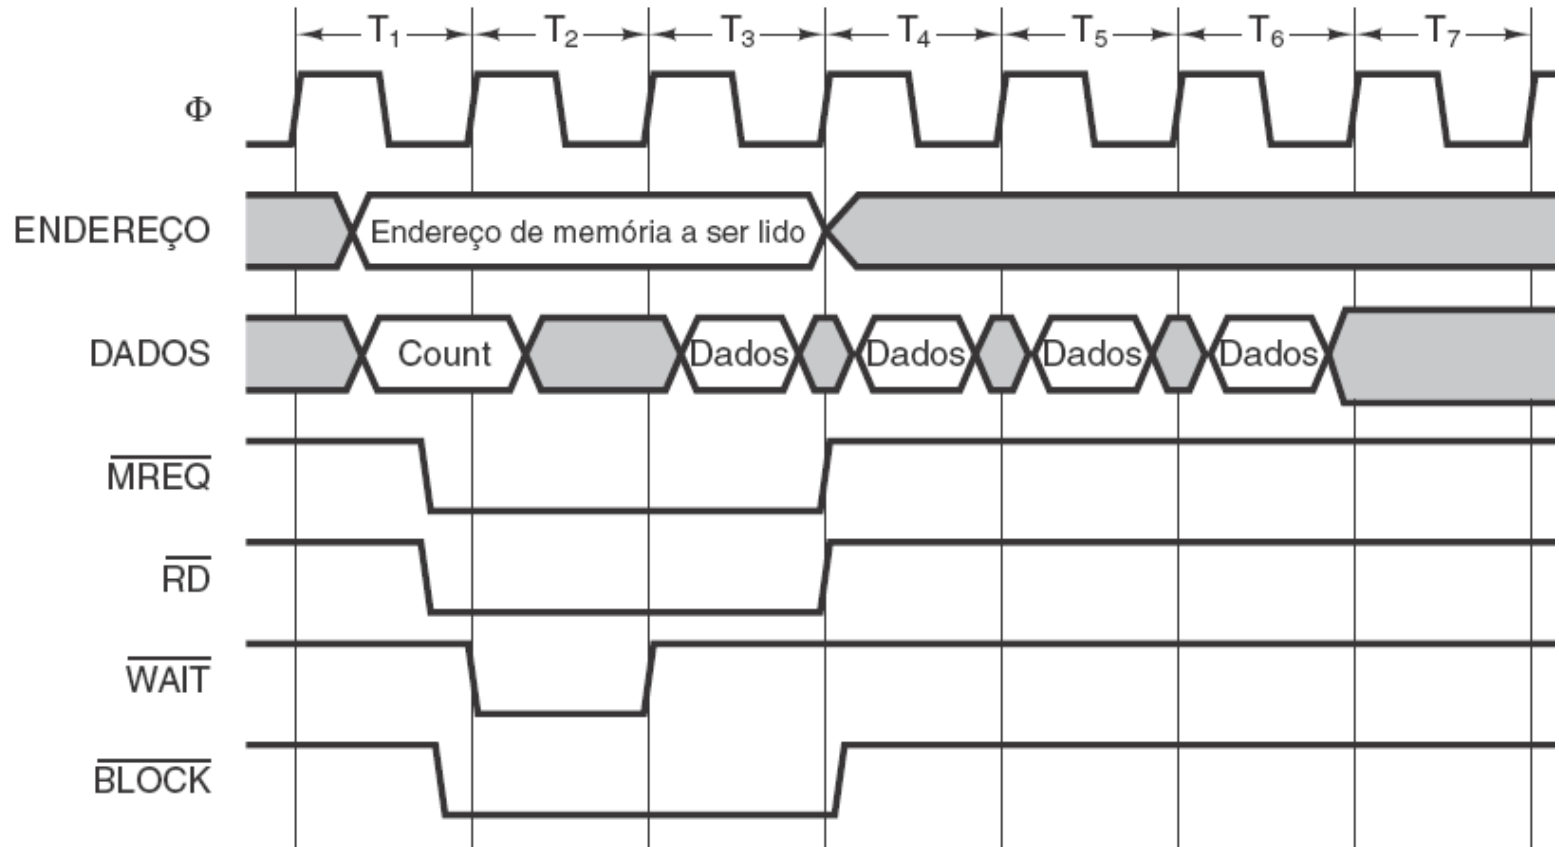 T1 T2 T3 T4 T5 T6 T7
Φ
ENDEREÇO Endereço de memória a ser lido
DADOS Count Dados Dados Dados Dados
MREQ
RD
WAIT
BLOCK